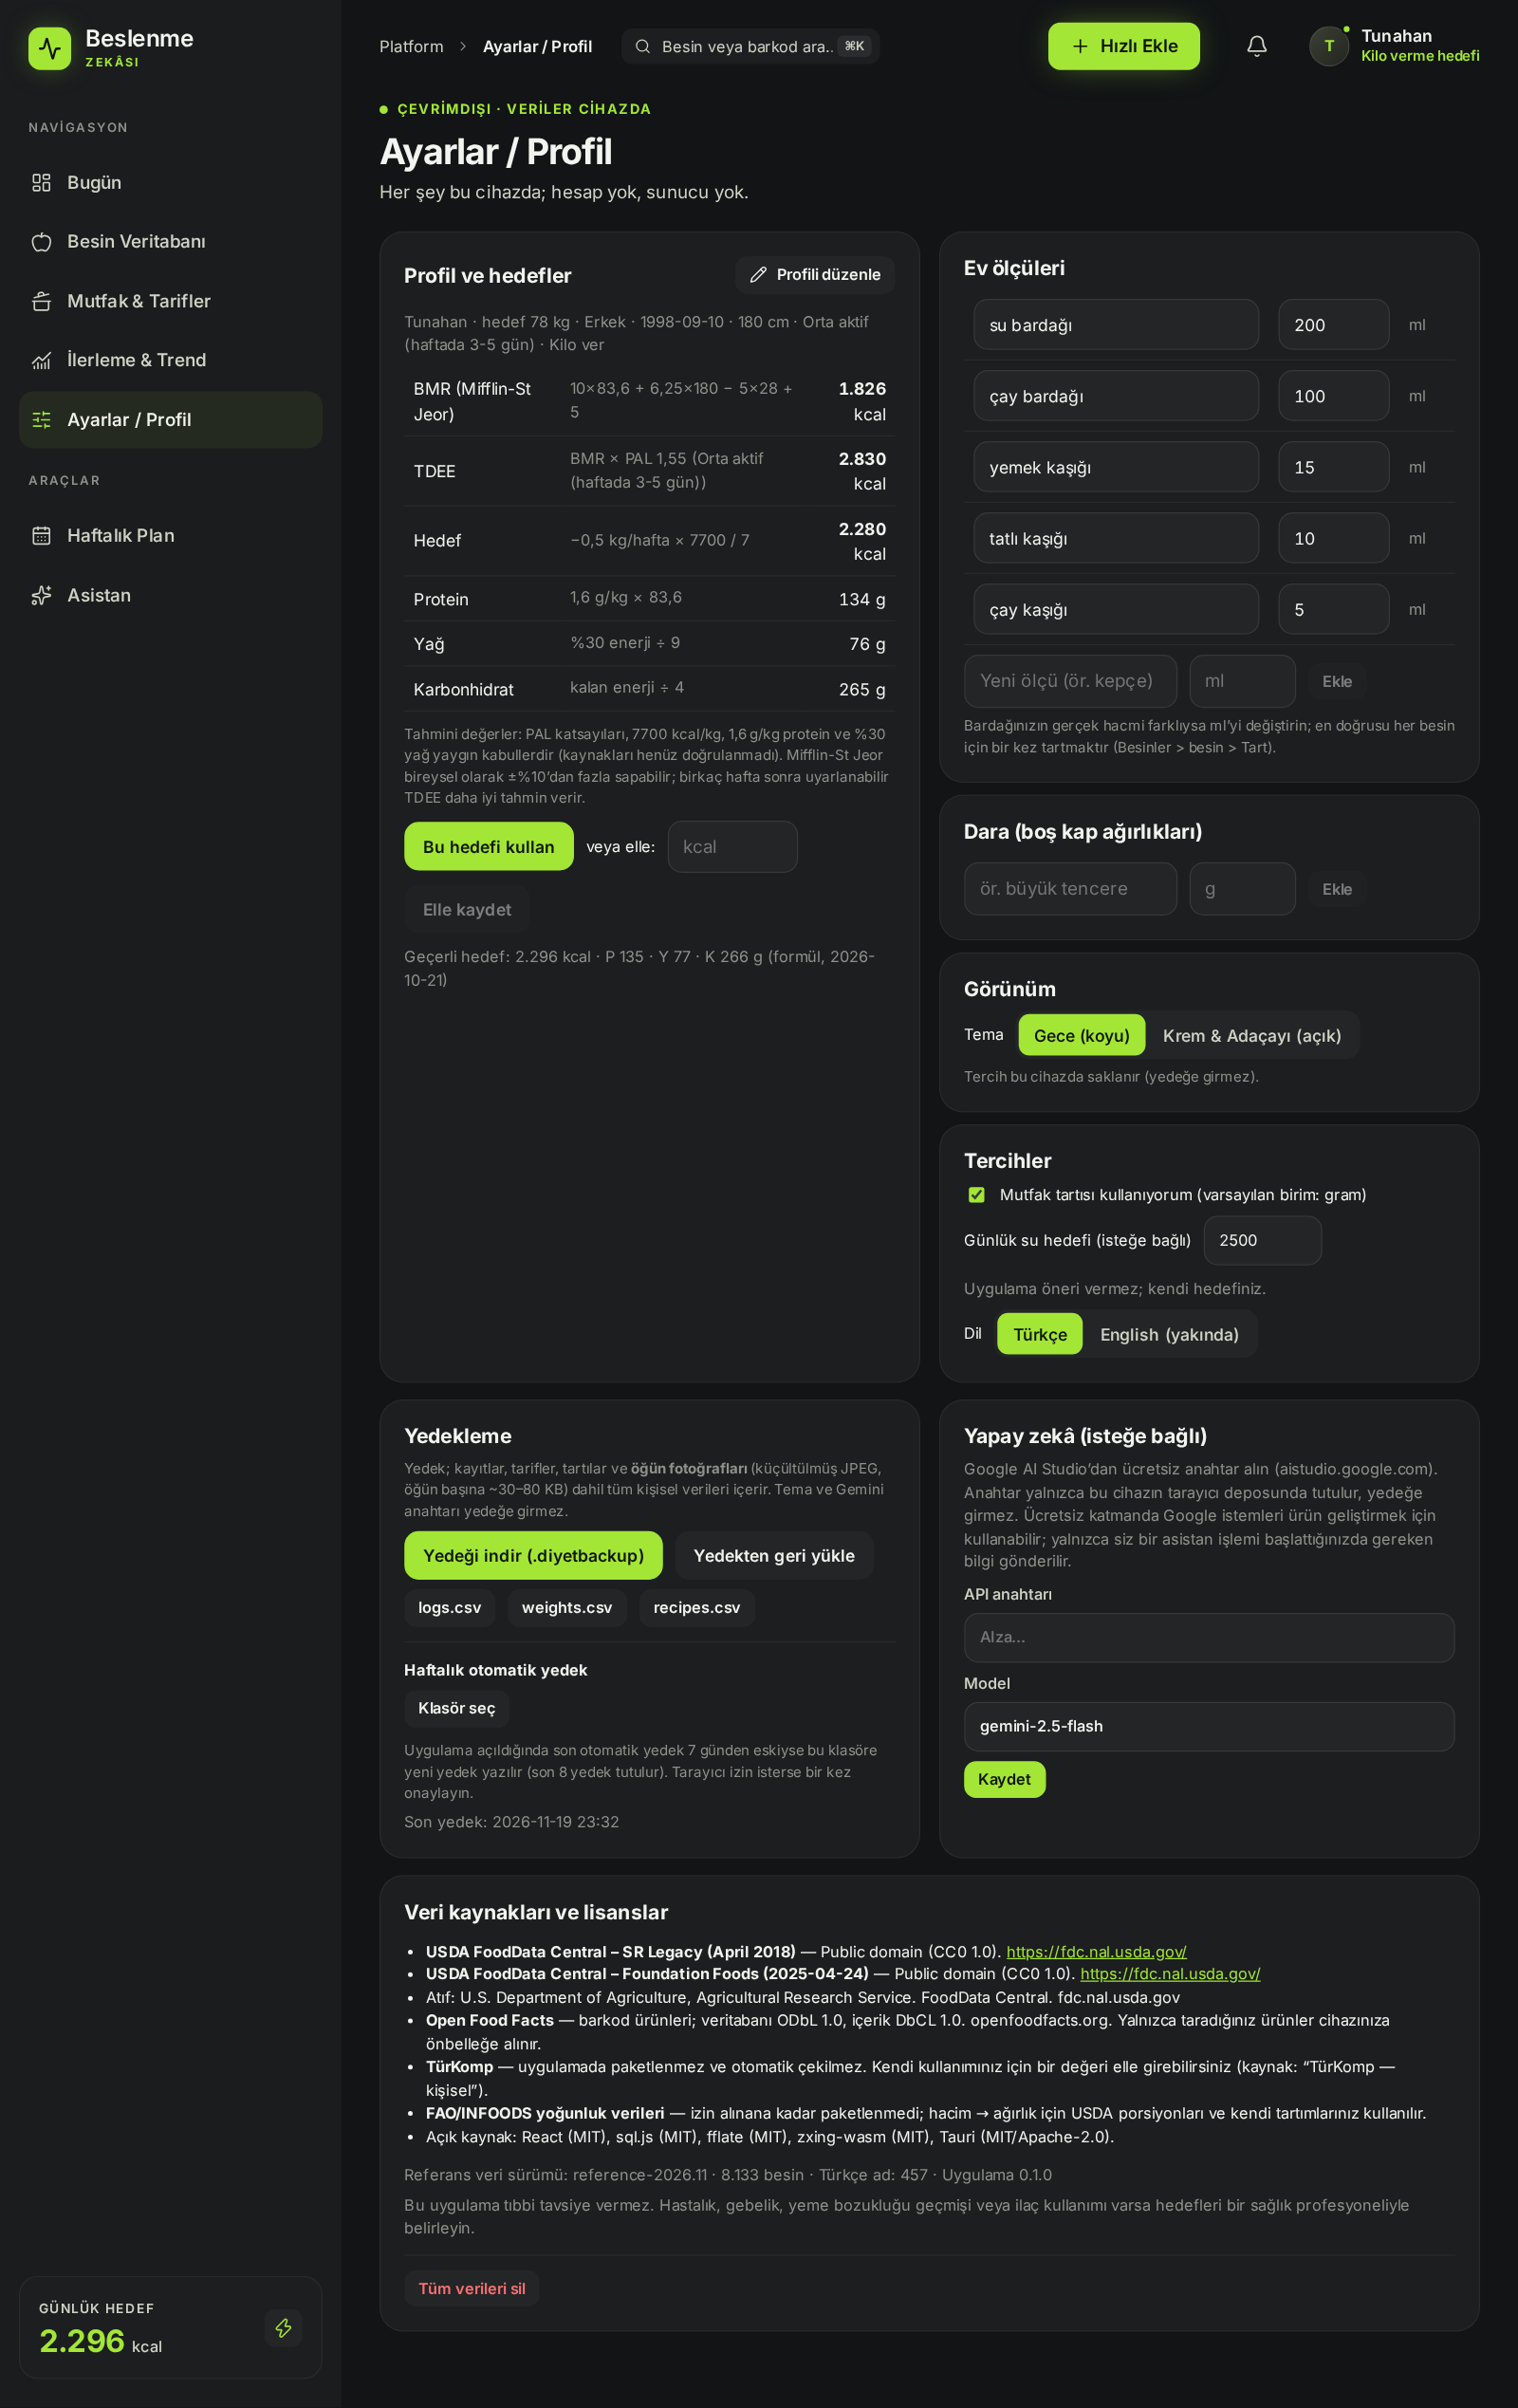 Beslenme
ZEKÂSI
NAVİGASYON
Bugün
Besin Veritabanı
Mutfak & Tarifler
İlerleme & Trend
Ayarlar / Profil
ARAÇLAR
Haftalık Plan
Asistan
GÜNLÜK HEDEF
2.296 kcal
Platform > Ayarlar / Profil
Besin veya barkod ara.. ⌘K
+ Hızlı Ekle
T
Tunahan
Kilo verme hedefi
ÇEVRİMDIŞI · VERİLER CİHAZDA
Ayarlar / Profil
Her şey bu cihazda; hesap yok, sunucu yok.
Profil ve hedefler
Profili düzenle
Tunahan · hedef 78 kg · Erkek · 1998-09-10 · 180 cm · Orta aktif
(haftada 3-5 gün) · Kilo ver
BMR (Mifflin-St
Jeor)
10×83,6 + 6,25×180 − 5×28 +
5
1.826
kcal
TDEE
BMR × PAL 1,55 (Orta aktif
(haftada 3-5 gün))
2.830
kcal
Hedef
−0,5 kg/hafta × 7700 / 7
2.280
kcal
Protein 1,6 g/kg × 83,6 134 g
Yağ %30 enerji ÷ 9 76 g
Karbonhidrat kalan enerji ÷ 4 265 g
Tahmini değerler: PAL katsayıları, 7700 kcal/kg, 1,6 g/kg protein ve %30
yağ yaygın kabullerdir (kaynakları henüz doğrulanmadı). Mifflin-St Jeor
bireysel olarak ±%10’dan fazla sapabilir; birkaç hafta sonra uyarlanabilir
TDEE daha iyi tahmin verir.
Bu hedefi kullan veya elle: kcal
Elle kaydet
Geçerli hedef: 2.296 kcal · P 135 · Y 77 · K 266 g (formül, 2026-
10-21)
Ev ölçüleri
su bardağı 200 ml
çay bardağı 100 ml
yemek kaşığı 15 ml
tatlı kaşığı 10 ml
çay kaşığı 5 ml
Yeni ölçü (ör. kepçe) ml Ekle
Bardağınızın gerçek hacmi farklıysa ml’yi değiştirin; en doğrusu her besin
için bir kez tartmaktır (Besinler > besin > Tart).
Dara (boş kap ağırlıkları)
ör. büyük tencere g Ekle
Görünüm
Tema Gece (koyu) Krem & Adaçayı (açık)
Tercih bu cihazda saklanır (yedeğe girmez).
Tercihler
Mutfak tartısı kullanıyorum (varsayılan birim: gram)
Günlük su hedefi (isteğe bağlı) 2500
Uygulama öneri vermez; kendi hedefiniz.
Dil Türkçe English (yakında)
Yedekleme
Yedek; kayıtlar, tarifler, tartılar ve öğün fotoğrafları (küçültülmüş JPEG,
öğün başına ~30–80 KB) dahil tüm kişisel verileri içerir. Tema ve Gemini
anahtarı yedeğe girmez.
Yedeği indir (.diyetbackup) Yedekten geri yükle
logs.csv weights.csv recipes.csv
Haftalık otomatik yedek
Klasör seç
Uygulama açıldığında son otomatik yedek 7 günden eskiyse bu klasöre
yeni yedek yazılır (son 8 yedek tutulur). Tarayıcı izin isterse bir kez
onaylayın.
Son yedek: 2026-11-19 23:32
Yapay zekâ (isteğe bağlı)
Google AI Studio’dan ücretsiz anahtar alın (aistudio.google.com).
Anahtar yalnızca bu cihazın tarayıcı deposunda tutulur, yedeğe
girmez. Ücretsiz katmanda Google istemleri ürün geliştirmek için
kullanabilir; yalnızca siz bir asistan işlemi başlattığınızda gereken
bilgi gönderilir.
API anahtarı
AIza...
Model
gemini-2.5-flash
Kaydet
Veri kaynakları ve lisanslar
• USDA FoodData Central – SR Legacy (April 2018) — Public domain (CC0 1.0). https://fdc.nal.usda.gov/
• USDA FoodData Central – Foundation Foods (2025-04-24) — Public domain (CC0 1.0). https://fdc.nal.usda.gov/
• Atıf: U.S. Department of Agriculture, Agricultural Research Service. FoodData Central. fdc.nal.usda.gov
• Open Food Facts — barkod ürünleri; veritabanı ODbL 1.0, içerik DbCL 1.0. openfoodfacts.org. Yalnızca taradığınız ürünler cihazınıza
önbelleğe alınır.
• TürKomp — uygulamada paketlenmez ve otomatik çekilmez. Kendi kullanımınız için bir değeri elle girebilirsiniz (kaynak: “TürKomp —
kişisel”).
• FAO/INFOODS yoğunluk verileri — izin alınana kadar paketlenmedi; hacim → ağırlık için USDA porsiyonları ve kendi tartımlarınız kullanılır.
• Açık kaynak: React (MIT), sql.js (MIT), fflate (MIT), zxing-wasm (MIT), Tauri (MIT/Apache-2.0).
Referans veri sürümü: reference-2026.11 · 8.133 besin · Türkçe ad: 457 · Uygulama 0.1.0
Bu uygulama tıbbi tavsiye vermez. Hastalık, gebelik, yeme bozukluğu geçmişi veya ilaç kullanımı varsa hedefleri bir sağlık profesyoneliyle
belirleyin.
Tüm verileri sil